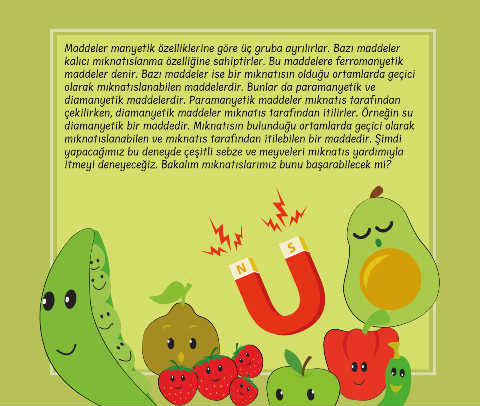 Maddeler manyetik özelliklerine göre üç gruba ayrılırlar. Bazı maddeler
kalıcı mıknatıslanma özelliğine sahiptirler. Bu maddelere ferromanyetik
maddeler denir. Bazı maddeler ise bir mıknatısın olduğu ortamlarda geçici
olarak mıknatıslanabilen maddelerdir. Bunlar da paramanyetik ve
diamanyetik maddelerdir. Paramanyetik maddeler mıknatıs tarafından
çekilirken, diamanyetik maddeler mıknatıs tarafından itilirler. Örneğin su
diamanyetik bir maddedir. Mıknatısın bulunduğu ortamlarda geçici olarak
mıknatıslanabilen ve mıknatıs tarafından itilebilen bir maddedir. Şimdi
yapacağımız bu deneyde çeşitli sebze ve meyveleri mıknatıs yardımıyla
itmeyi deneyeceğiz. Bakalım mıknatıslarımız bunu başarabilecek mi?
N S